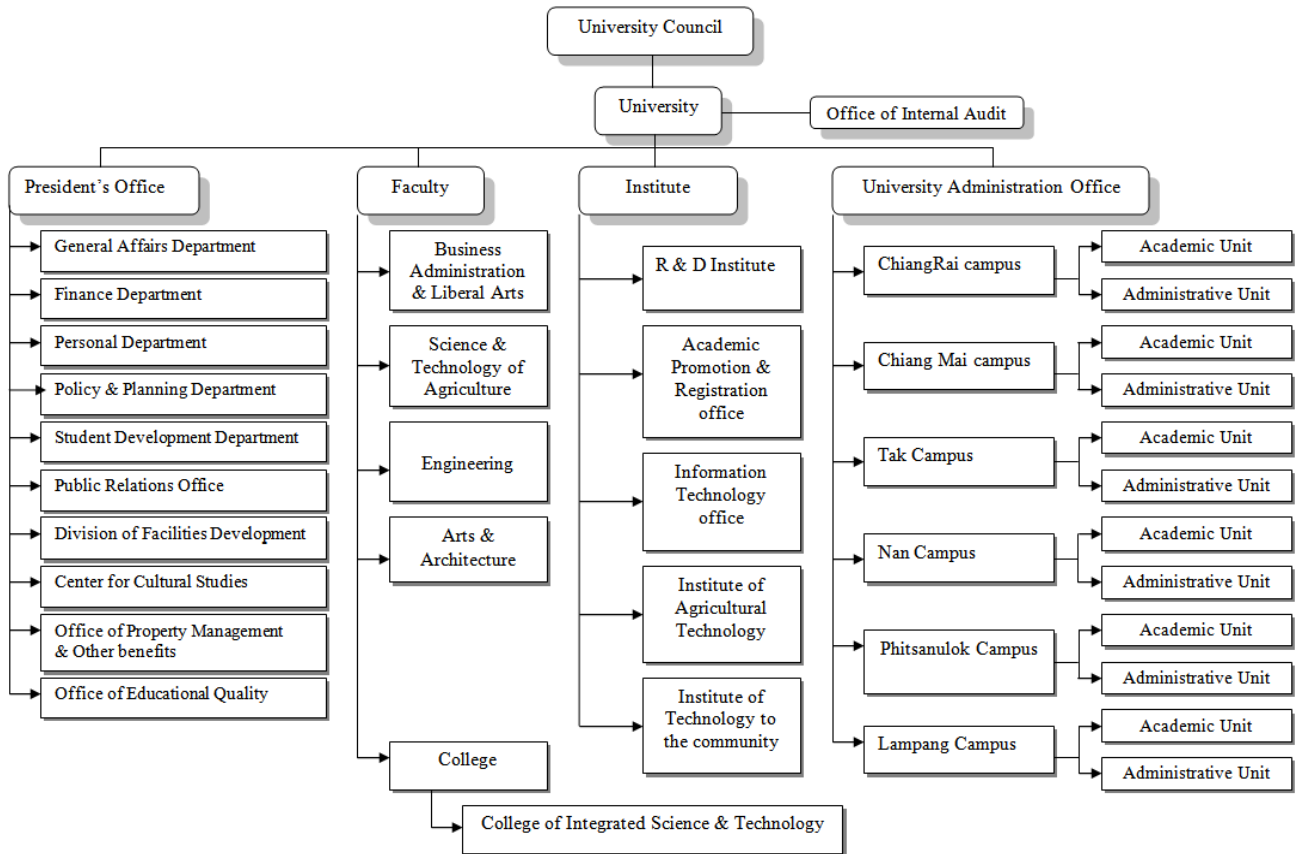 University Council
University
Office of Internal Audit
President's Office
General Affairs Department
Finance Department
Personal Department
Policy & Planning Department
Student Development Department
Public Relations Office
Division of Facilities Development
Center for Cultural Studies
Office of Property Management
& Other benefits
Office of Educational Quality
Faculty
Business
Administration
& Liberal Arts
Science &
Technology of
Agriculture
Engineering
Arts &
Architecture
College
College of Integrated Science & Technology
Institute
R & D Institute
Academic
Promotion &
Registration
office
Information
Technology
office
Institute of
Agricultural
Technology
Institute of
Technology to
the community
University Administration Office
ChiangRai campus
Academic Unit
Administrative Unit
Chiang Mai campus
Academic Unit
Administrative Unit
Tak Campus
Academic Unit
Administrative Unit
Nan Campus
Academic Unit
Administrative Unit
Phitsanulok Campus
Academic Unit
Administrative Unit
Lampang Campus
Academic Unit
Administrative Unit